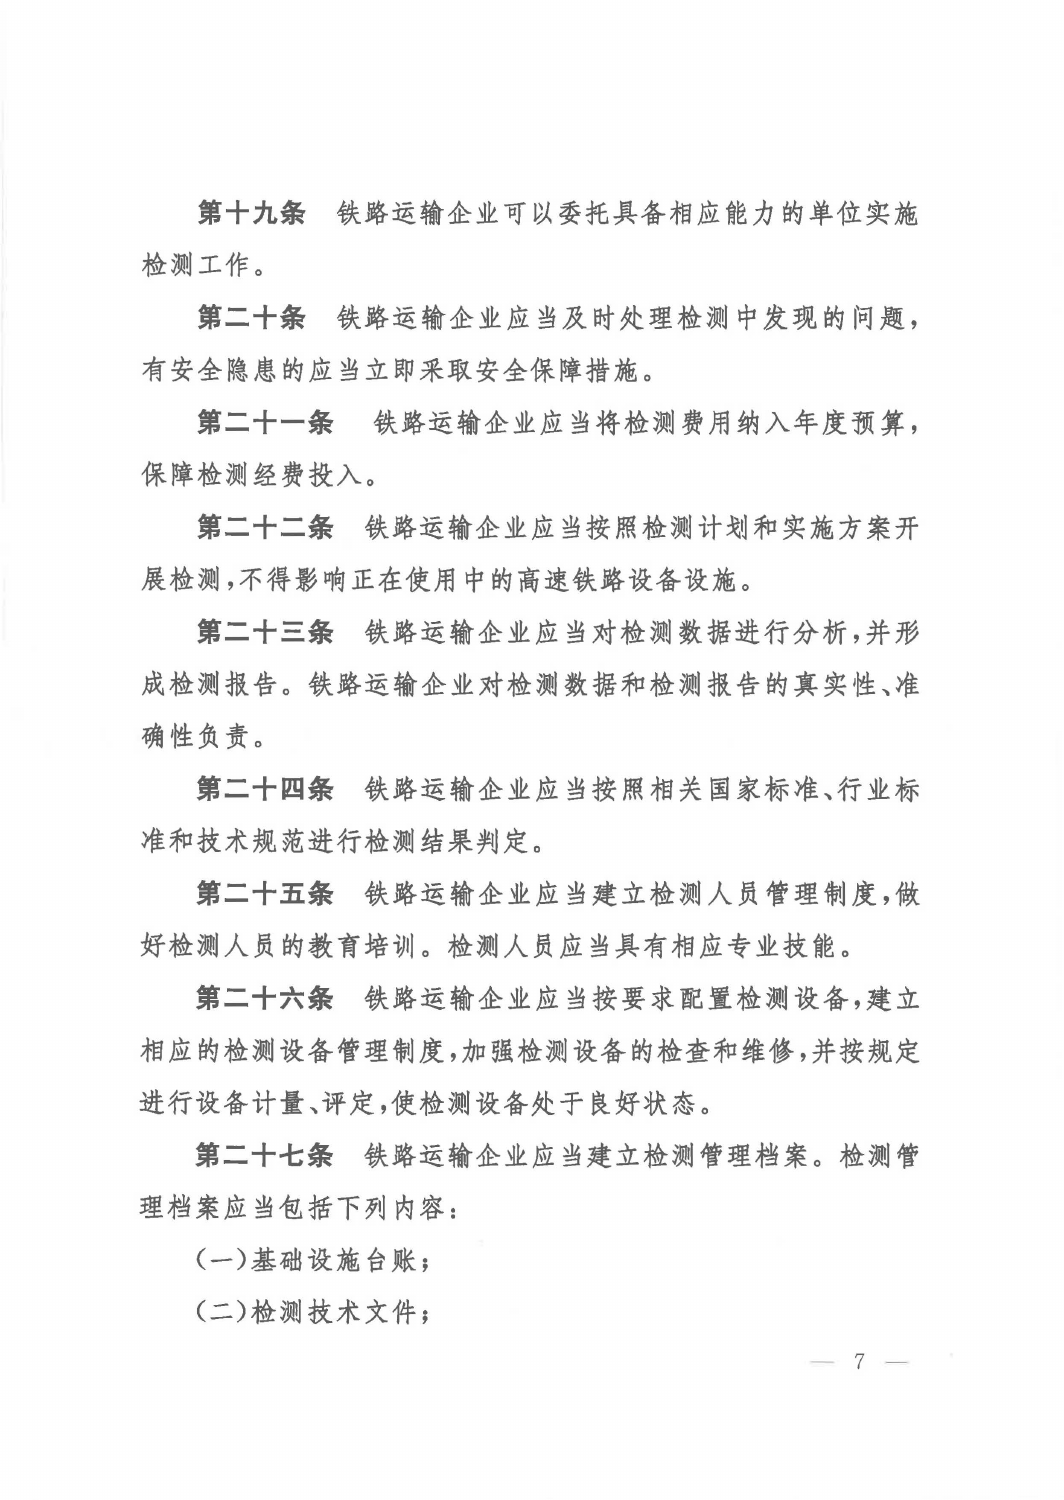 第十九条 铁路运输企业可以委托具备相应能力的单位实施
检测工作。
第二十条 铁路运输企业应当及时处理检测中发现的问题,
有安全隐患的应当立即采取安全保障措施。
第二十一条 铁路运输企业应当将检测费用纳入年度预算,
保障检测经费投入。
第二十二条 铁路运输企业应当按照检测计划和实施方案开
展检测,不得影响正在使用中的高速铁路设备设施。
第二十三条 铁路运输企业应当对检测数据进行分析,并形
成检测报告。铁路运输企业对检测数据和检测报告的真实性、准
确性负责。
第二十四条 铁路运输企业应当按照相关国家标准、行业标
准和技术规范进行检测结果判定。
第二十五条 铁路运输企业应当建立检测人员管理制度,做
好检测人员的教育培训。检测人员应当具有相应专业技能。
第二十六条 铁路运输企业应当按要求配置检测设备,建立
相应的检测设备管理制度,加强检测设备的检查和维修,并按规定
进行设备计量、评定,使检测设备处于良好状态。
第二十七条 铁路运输企业应当建立检测管理档案。检测管
理档案应当包括下列内容:
(一)基础设施台账;
(二)检测技术文件;
— 7 —